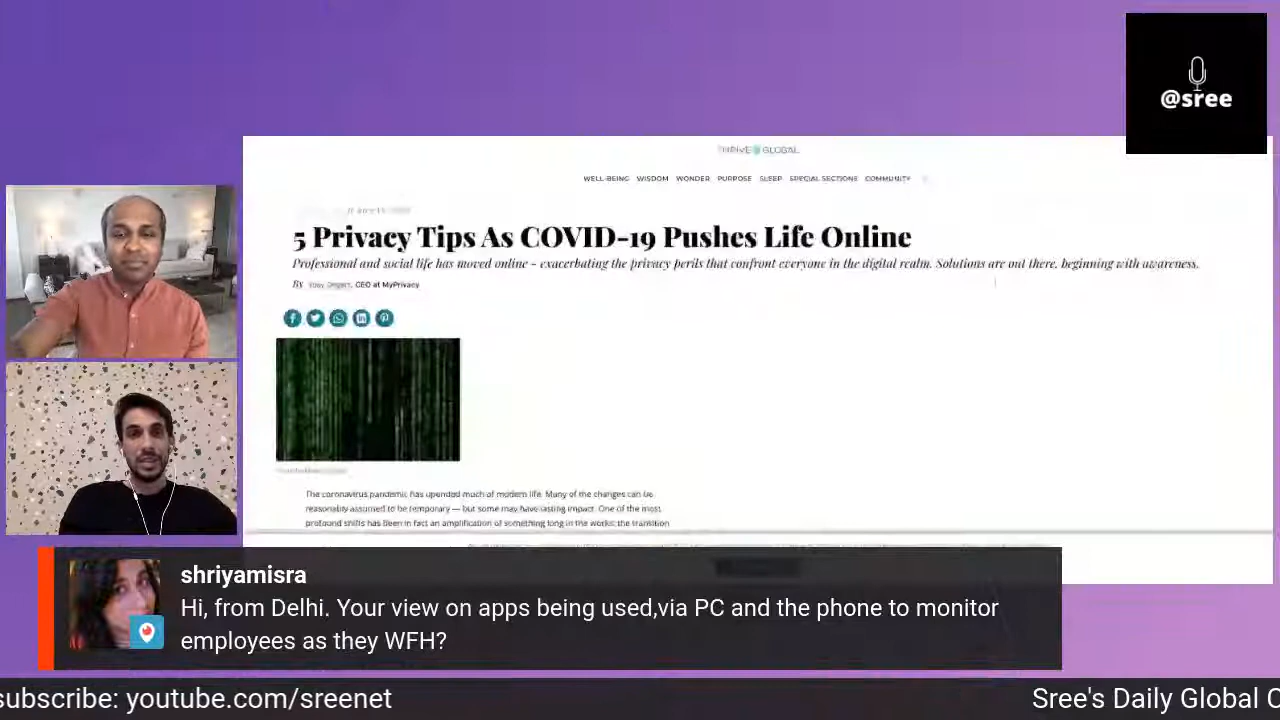 @sree
THRIVE GLOBAL
WELL-BEING WISDOM WONDER PURPOSE SLEEP SPECIAL SECTIONS COMMUNITY
5 Privacy Tips As COVID-19 Pushes Life Online
Professional and social life has moved online – exacerbating the privacy perils that confront everyone in the digital realm. Solutions are out there, beginning with awareness.
By CEO at MyPrivacy
The coronavirus pandemic has upended much of modern life. Many of the changes can be
reasonably assumed to be temporary — but some may have lasting impact. One of the most
profound shifts has been in fact an amplification of something long in the works: the transition
shriyamisra
Hi, from Delhi. Your view on apps being used,via PC and the phone to monitor
employees as they WFH?
subscribe: youtube.com/sreenet
Sree's Daily Global